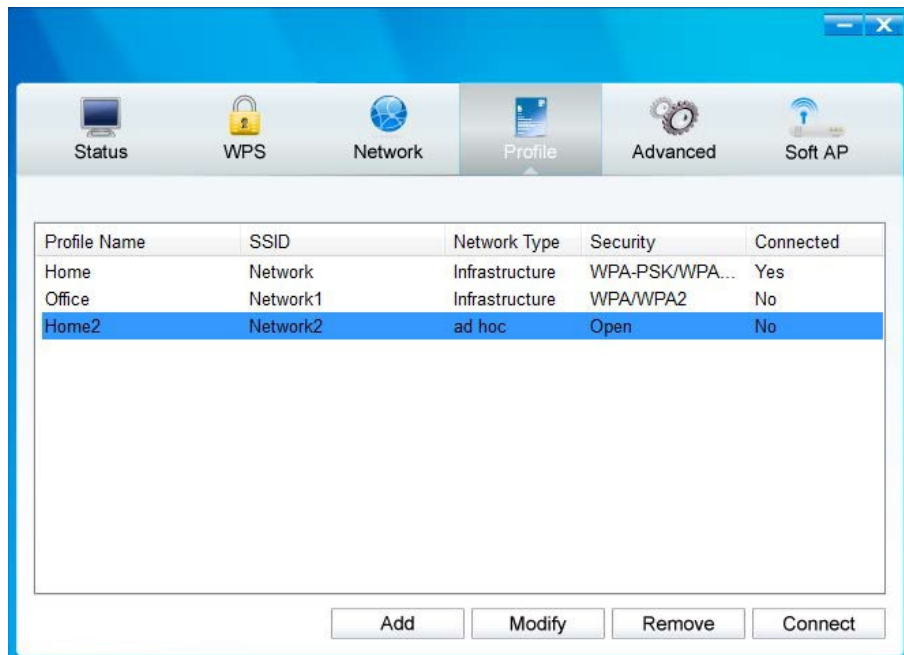 Status WPS Network Profile Advanced Soft AP
Profile Name SSID Network Type Security Connected
Home Network Infrastructure WPA-PSK/WPA... Yes
Office Network1 Infrastructure WPA/WPA2 No
Home2 Network2 ad hoc Open No
Add Modify Remove Connect